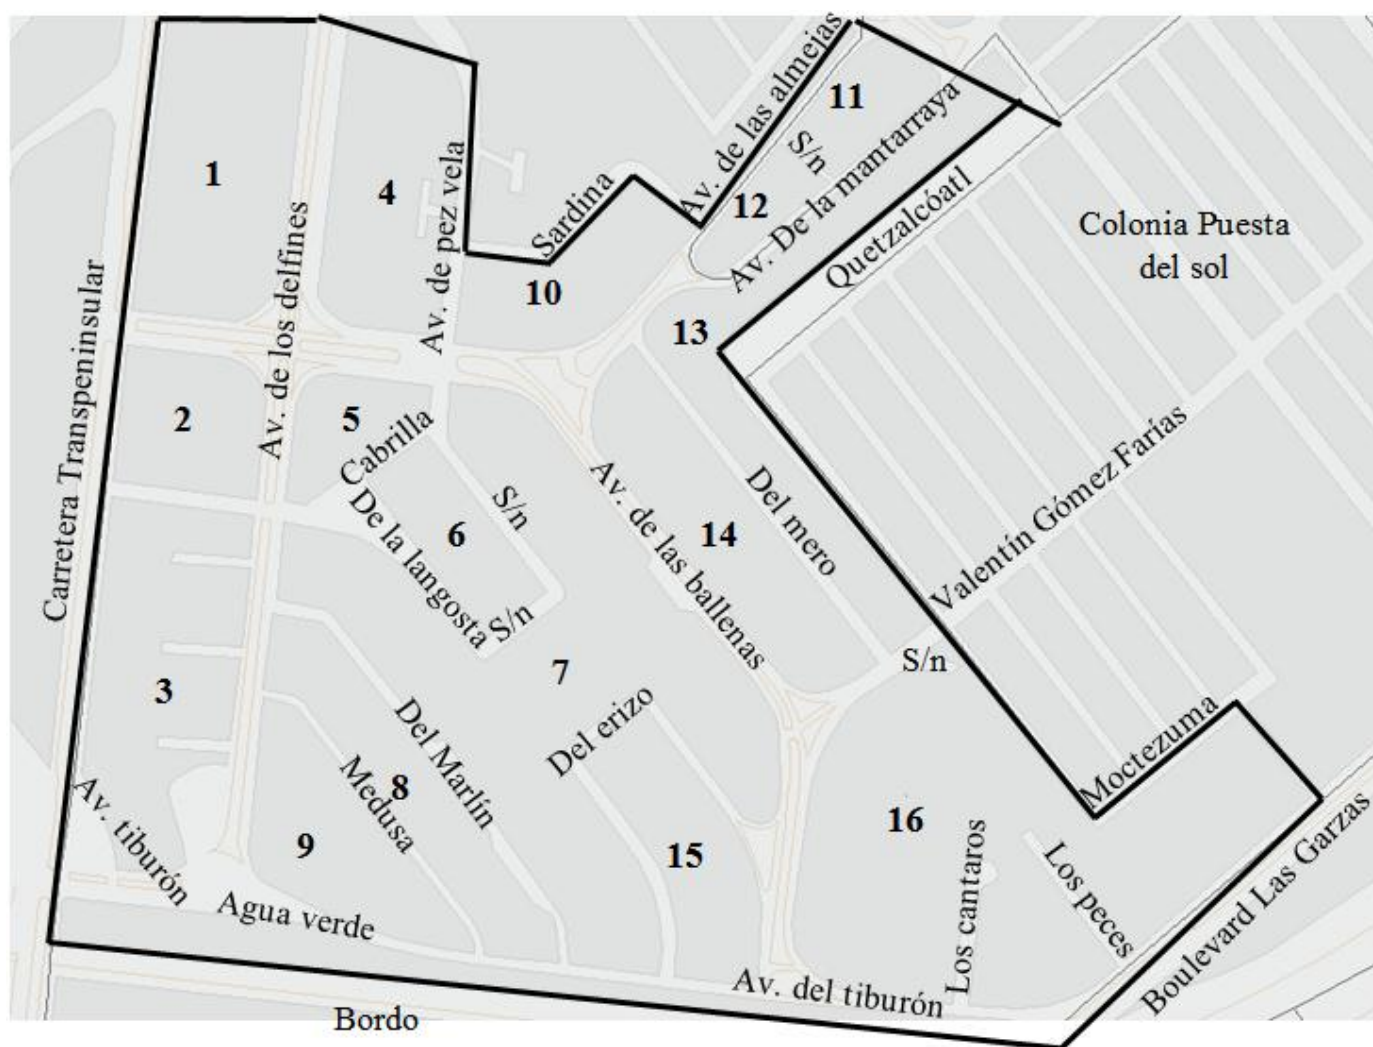 11
Av. de las almejas
S/n
Av. De la mantarraya
1
4
Av. de pez vela
Sardina
12
Colonia Puesta
del sol
Quetzalcóatl
10
13
Carretera Transpeninsular
Av. de los delfines
2
5
Cabrilla
De la langosta
6
S/n
S/n
Av. de las ballenas
14
Del mero
Valentín Gómez Farías
S/n
7
3
Del erizo
Del Marlín
Medusa
8
Moctezuma
9
15
16
Av. tiburón
Agua verde
Los cantaros
Los peces
Boulevard Las Garzas
Av. del tiburón
Bordo